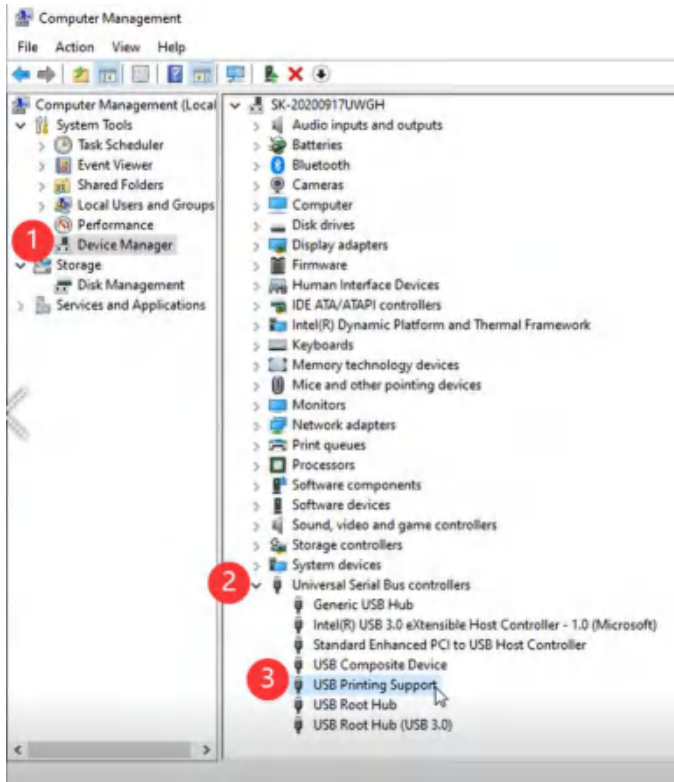 Computer Management
File Action View Help
Computer Management (Local
System Tools
Task Scheduler
Event Viewer
Shared Folders
Local Users and Groups
Performance
1
Device Manager
Storage
Disk Management
Services and Applications
SK-20200917UWGH
Audio inputs and outputs
Batteries
Bluetooth
Cameras
Computer
Disk drives
Display adapters
Firmware
Human Interface Devices
IDE ATA/ATAPI controllers
Intel(R) Dynamic Platform and Thermal Framework
Keyboards
Memory technology devices
Mice and other pointing devices
Monitors
Network adapters
Print queues
Processors
Software components
Software devices
Sound, video and game controllers
Storage controllers
System devices
2
Universal Serial Bus controllers
Generic USB Hub
Intel(R) USB 3.0 eXtensible Host Controller - 1.0 (Microsoft)
Standard Enhanced PCI to USB Host Controller
USB Composite Device
3
USB Printing Support
USB Root Hub
USB Root Hub (USB 3.0)